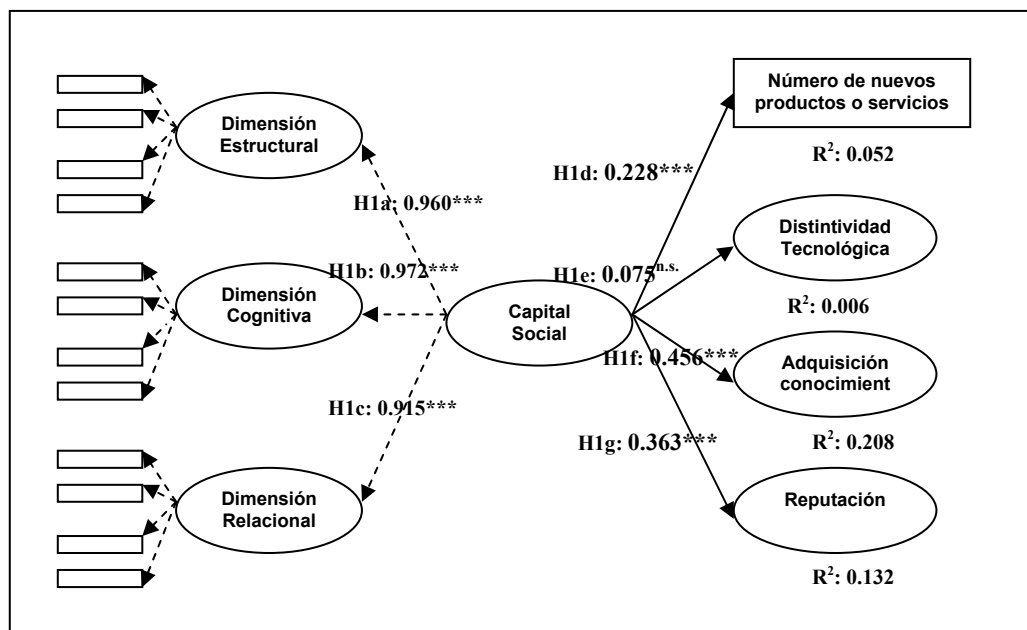 Dimensión
Estructural
Dimensión
Cognitiva
Dimensión
Relacional
H1a: 0.960***
H1b: 0.972***
H1c: 0.915***
Capital
Social
H1d: 0.228***
H1e: 0.075n.s.
H1f: 0.456***
H1g: 0.363***
Número de nuevos
productos o servicios
R2: 0.052
Distintividad
Tecnológica
R2: 0.006
Adquisición
conocimient
R2: 0.208
Reputación
R2: 0.132